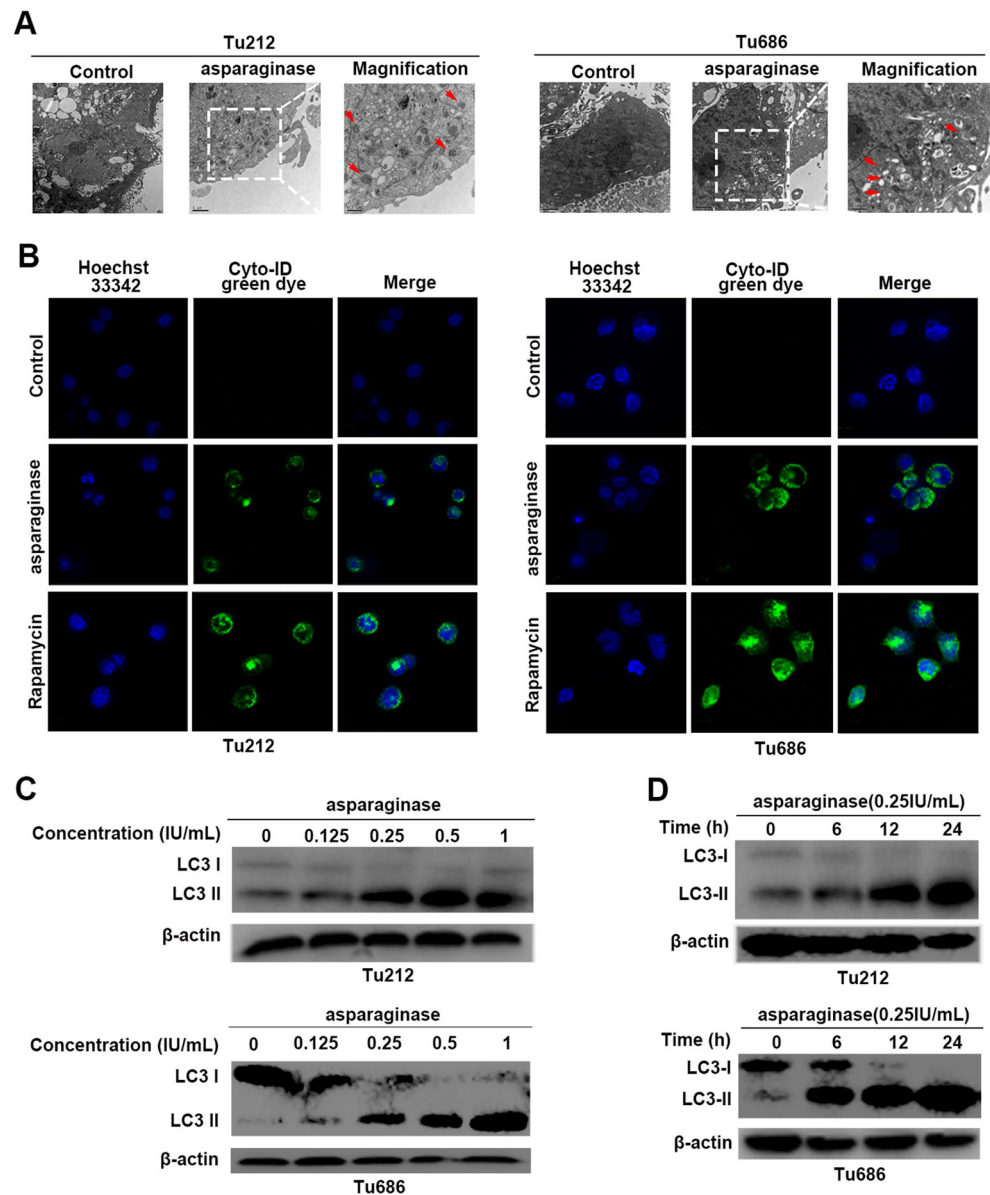 A
Tu212
Control asparaginase Magnification
Tu686
Control asparaginase Magnification
B
Hoechst
33342
Cyto-ID
green dye
Merge
Control
asparaginase
Rapamycin
Tu212
Hoechst
33342
Cyto-ID
green dye
Merge
Control
asparaginase
Rapamycin
Tu686
C
asparaginase
Concentration (IU/mL) 0 0.125 0.25 0.5 1
LC3 I
LC3 II
β-actin
Tu212
asparaginase
Concentration (IU/mL) 0 0.125 0.25 0.5 1
LC3 I
LC3 II
β-actin
Tu686
D
asparaginase(0.25IU/mL)
Time (h) 0 6 12 24
LC3-I
LC3-II
β-actin
Tu212
asparaginase(0.25IU/mL)
Time (h) 0 6 12 24
LC3-I
LC3-II
β-actin
Tu686